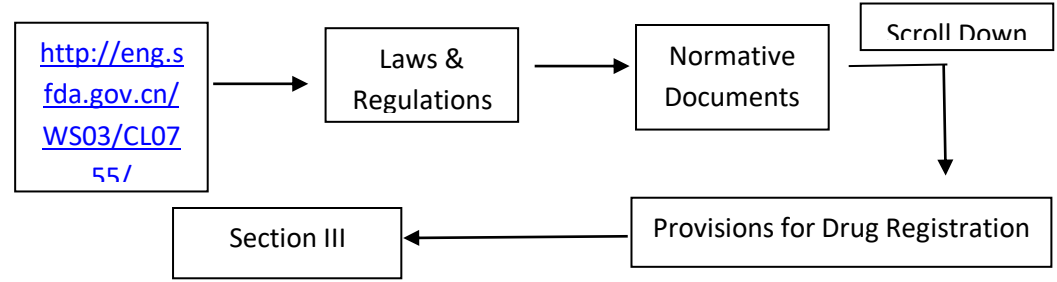 http://eng.s
fda.gov.cn/
WS03/CL07
55/
Laws &
Regulations
Normative
Documents
Scroll Down
Provisions for Drug Registration
Section III